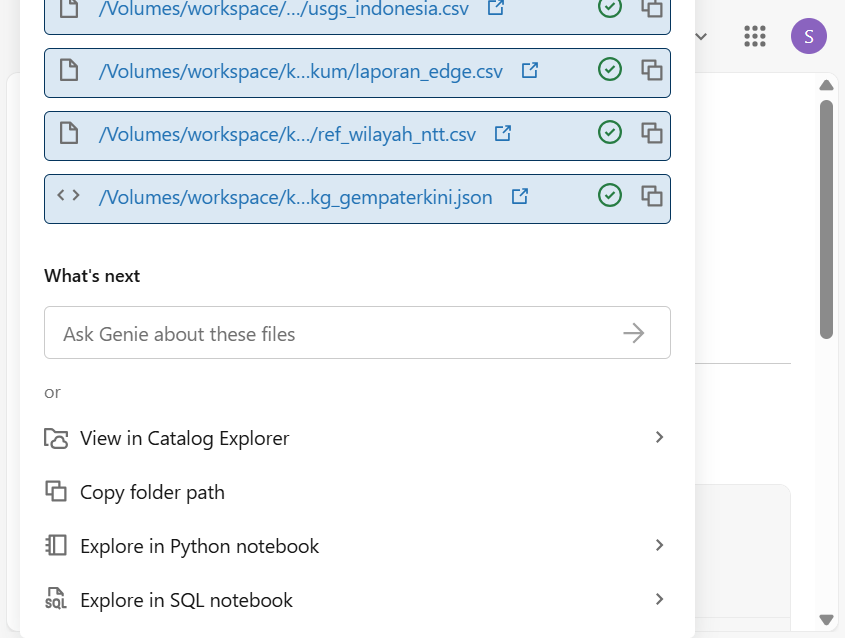 /Volumes/workspace/.../usgs_indonesia.csv
S
/Volumes/workspace/k...kum/laporan_edge.csv
/Volumes/workspace/k.../ref_wilayah_ntt.csv
/Volumes/workspace/k...kg_gempaterkini.json
What's next
Ask Genie about these files
or
View in Catalog Explorer
Copy folder path
Explore in Python notebook
SQL Explore in SQL notebook